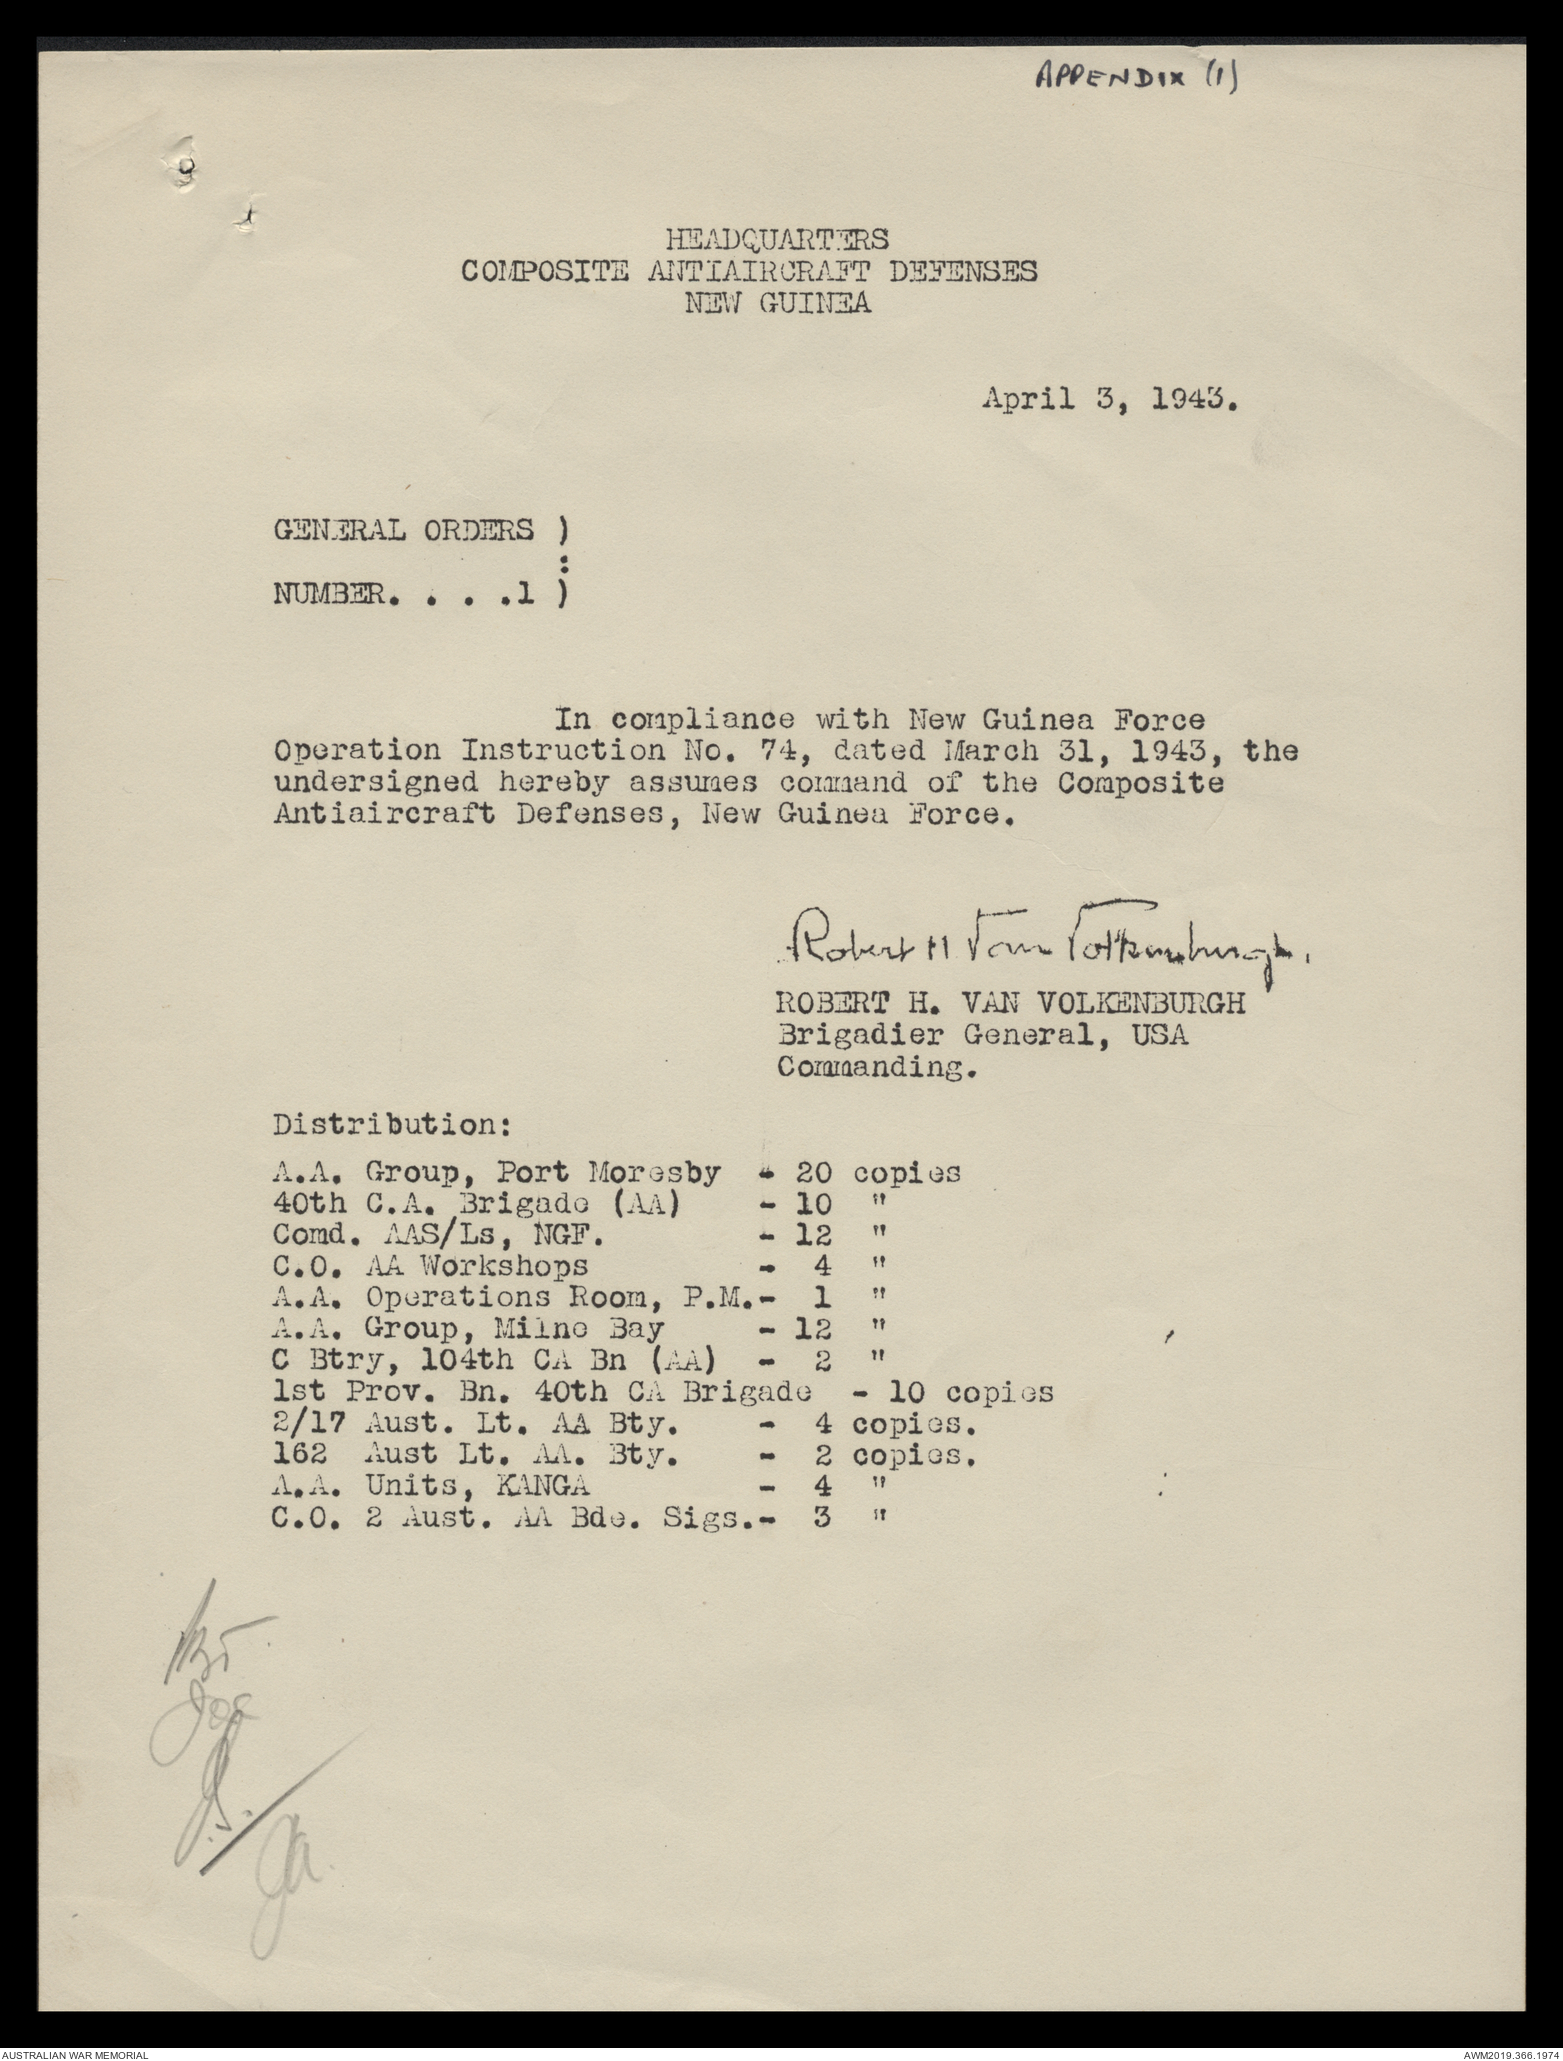 APPENDIX (1)
HEADQUARTERS
COMPOSITE ANTIAIRCRAFT DEFENSES
NEW GUINEA
April 3, 1943.
GENERAL ORDERS )
:
NUMBER. . . .1 )
In compliance with New Guinea Force
Operation Instruction No. 74, dated March 31, 1943, the
undersigned hereby assumes command of the Composite
Antiaircraft Defenses, New Guinea Force.
Robert H Van Volkenburgh.
ROBERT H. VAN VOLKENBURGH
Brigadier General, USA
Commanding.
Distribution:
A.A. Group, Port Moresby - 20 copies
40th C.A. Brigade (AA) - 10 "
Comd. AAS/Ls, NGF. - 12 "
C.O. AA Workshops - 4 "
A.A. Operations Room, P.M.- 1 "
A.A. Group, Milne Bay - 12 "
C Btry, 104th CA Bn (AA) - 2 "
1st Prov. Bn. 40th CA Brigade - 10 copies
2/17 Aust. Lt. AA Bty. - 4 copies.
162 Aust Lt. AA. Bty. - 2 copies.
A.A. Units, KANGA - 4 "
C.O. 2 Aust. AA Bde. Sigs.- 3 "
AUSTRALIAN WAR MEMORIAL
AWM2019.366.1974